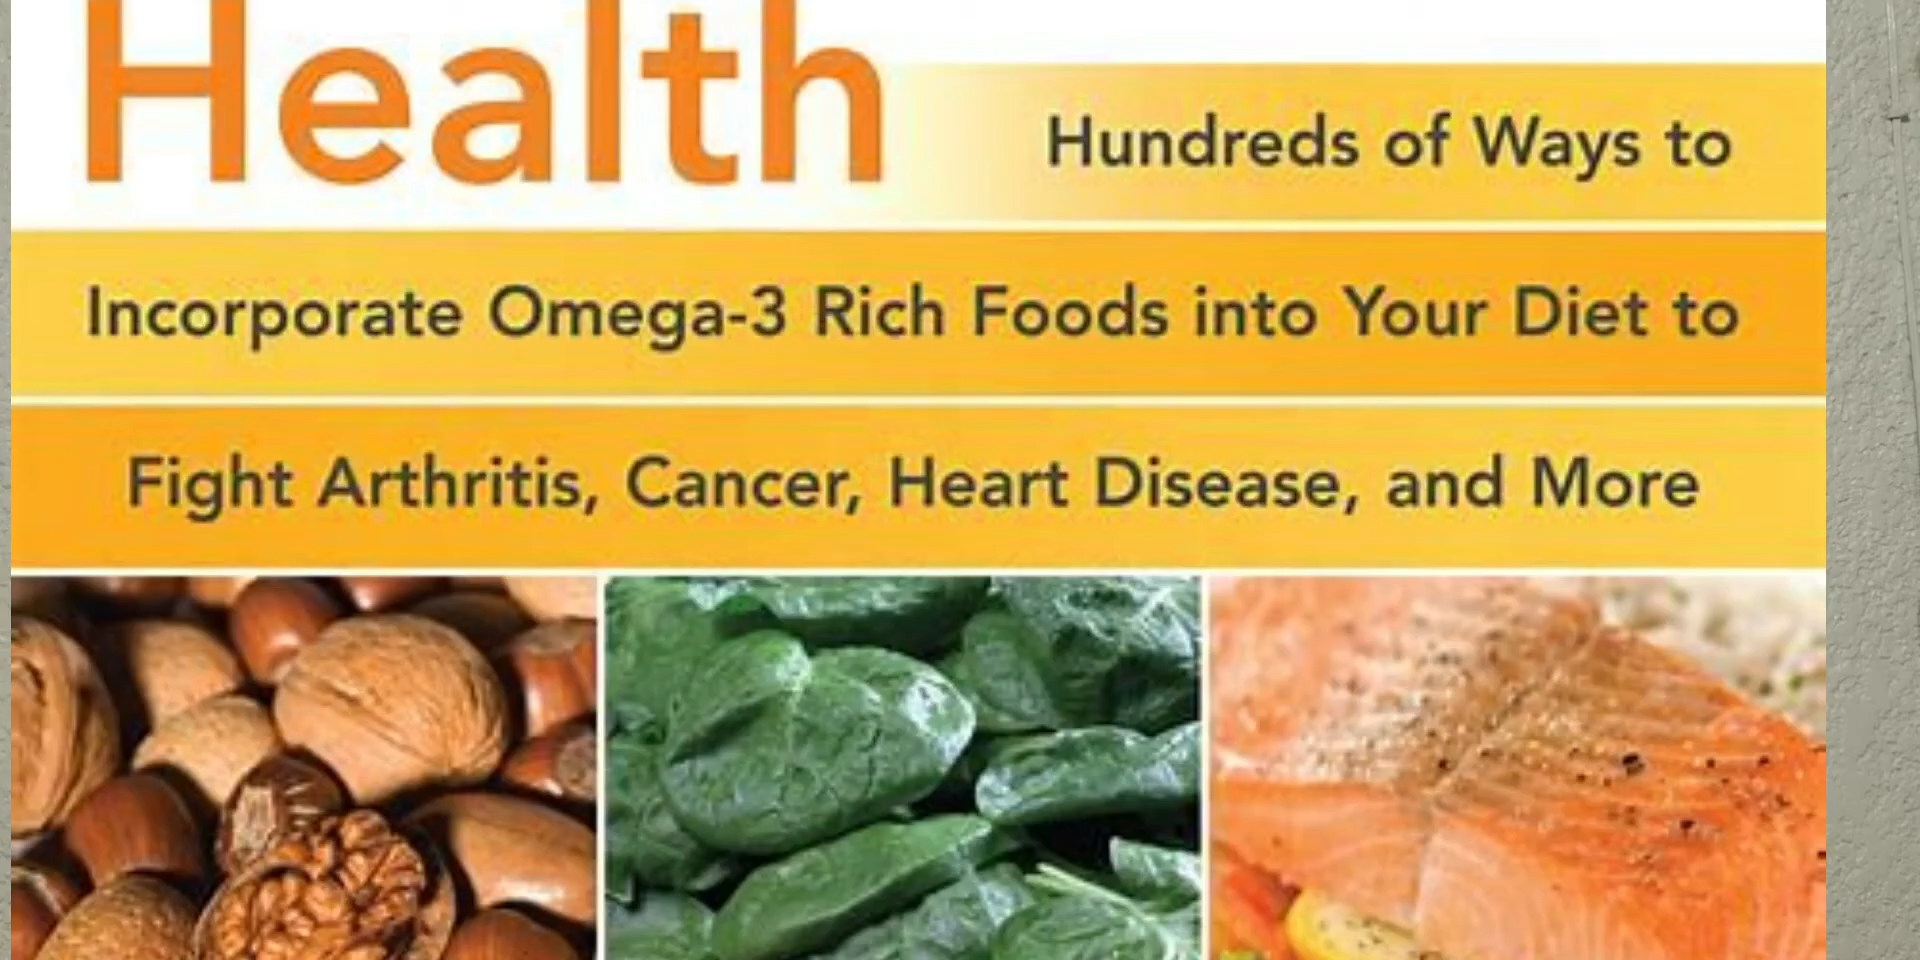 Health
Hundreds of Ways to
Incorporate Omega-3 Rich Foods into Your Diet to
Fight Arthritis, Cancer, Heart Disease, and More